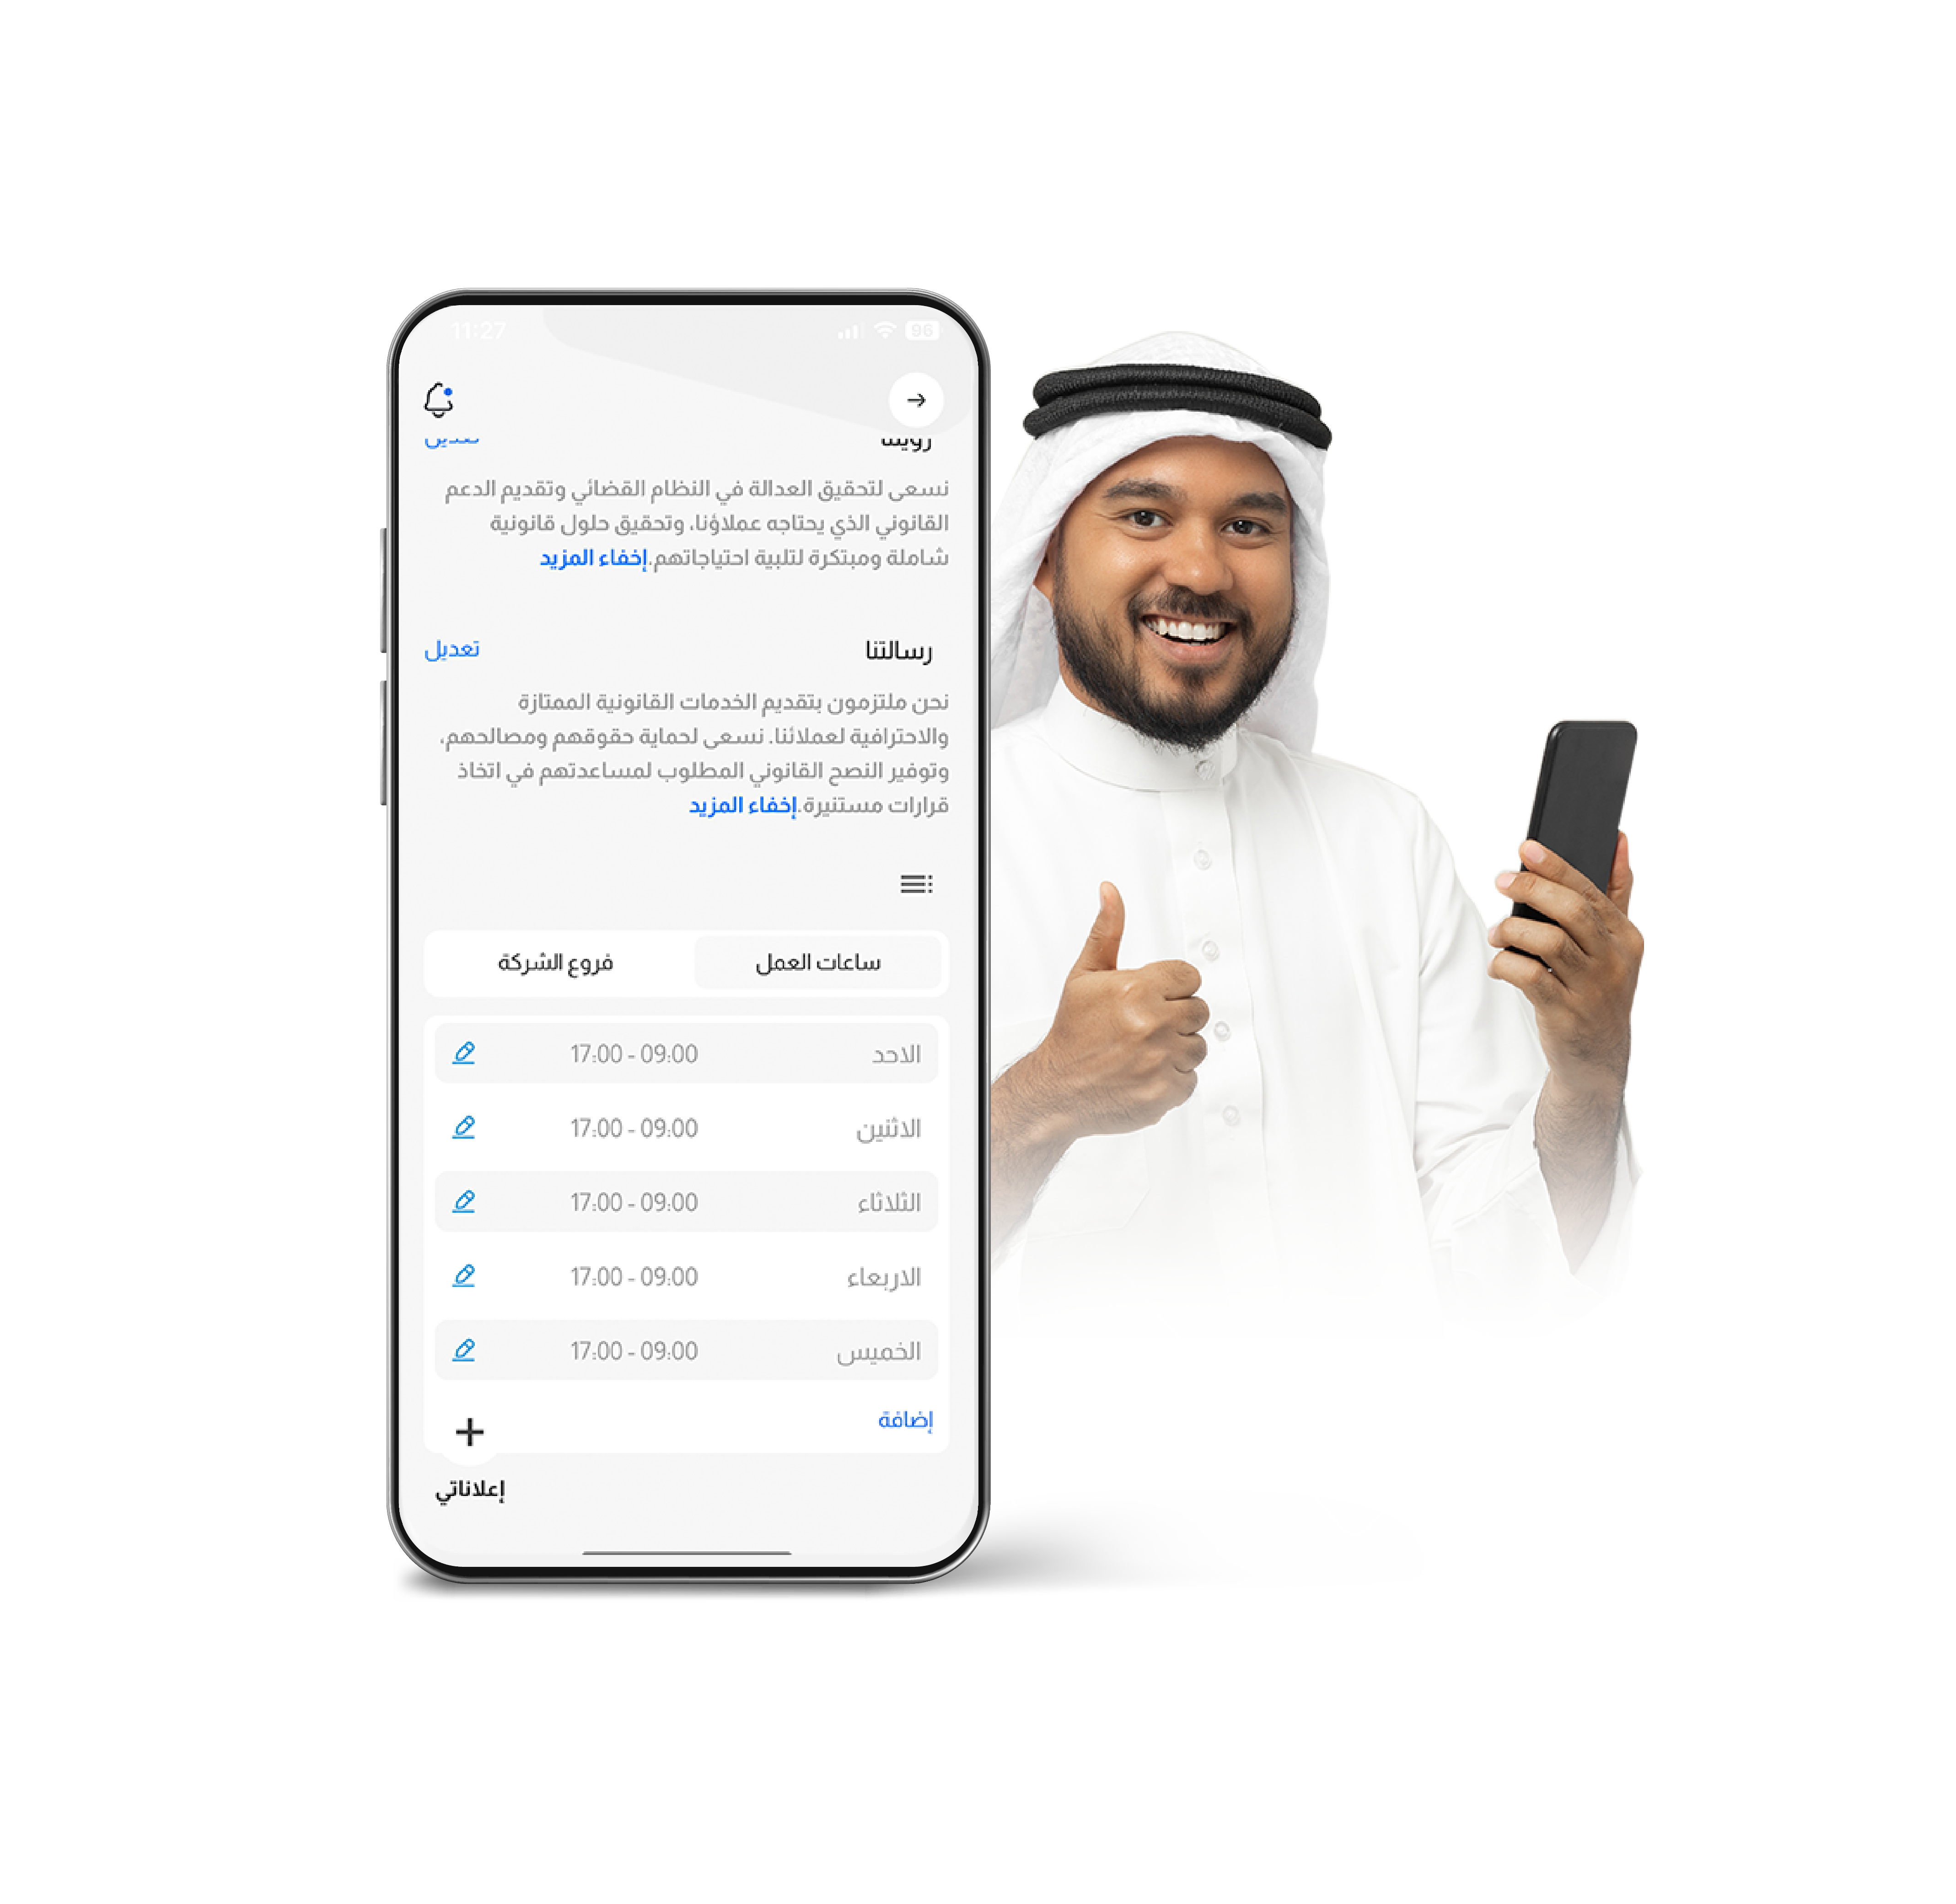 11:27
96
رؤيتنا
تعديل
نسعى لتحقيق العدالة في النظام القضائي وتقديم الدعم
القانوني الذي يحتاجه عملاؤنا، وتحقيق حلول قانونية
شاملة ومبتكرة لتلبية احتياجاتهم.إخفاء المزيد
رسالتنا
تعديل
نحن ملتزمون بتقديم الخدمات القانونية الممتازة
والاحترافية لعملائنا. نسعى لحماية حقوقهم ومصالحهم،
وتوفير النصح القانوني المطلوب لمساعدتهم في اتخاذ
قرارات مستنيرة.إخفاء المزيد
ساعات العمل
فروع الشركة
الاحد
17:00 - 09:00
الاثنين
17:00 - 09:00
الثلاثاء
17:00 - 09:00
الاربعاء
17:00 - 09:00
الخميس
17:00 - 09:00
إضافة
إعلاناتي